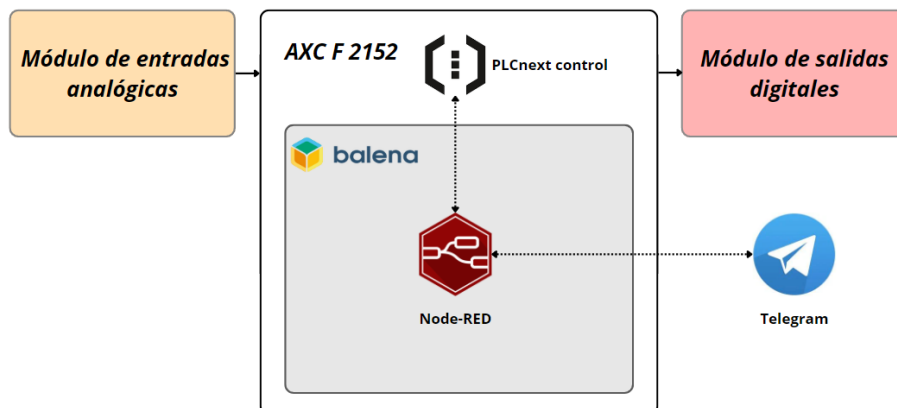 Módulo de entradas
analógicas
AXC F 2152
PLCnext control
Módulo de salidas
digitales
balena
Node-RED
Telegram